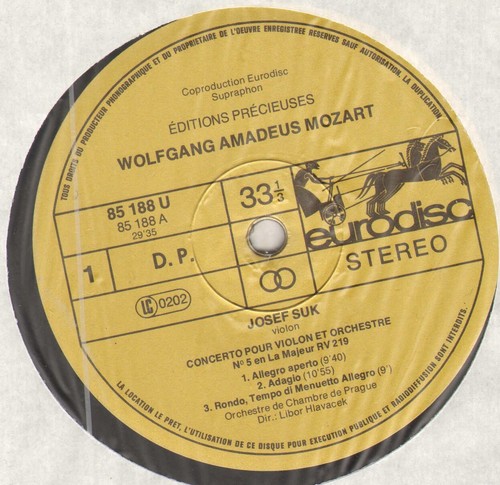 TOUS DROITS DU PRODUCTEUR PHONOGRAPHIQUE ET DU PROPRIETAIRE DE L'OEUVRE ENREGISTREE RESERVES SAUF AUTORISATION. LA DUPLICATION,
Coproduction Eurodisc
Supraphon
ÉDITIONS PRÉCIEUSES
WOLFGANG AMADEUS MOZART
85 188 U
85 188 A
29'35
33 1/3
eurodisc
1
D. P.
STEREO
LC 0202
JOSEF SUK
violon
CONCERTO POUR VIOLON ET ORCHESTRE
N° 5 en La Majeur RV 219
1. Allegro aperto (9'40)
2. Adagio (10'55)
3. Rondo, Tempo di Menuetto Allegro (9')
Orchestre de Chambre de Prague
Dir.: Libor Hlavacek
LA LOCATION, LE PRET, L'UTILISATION DE CE DISQUE POUR EXECUTION PUBLIQUE ET RADIODIFFUSION SONT INTERDITS.